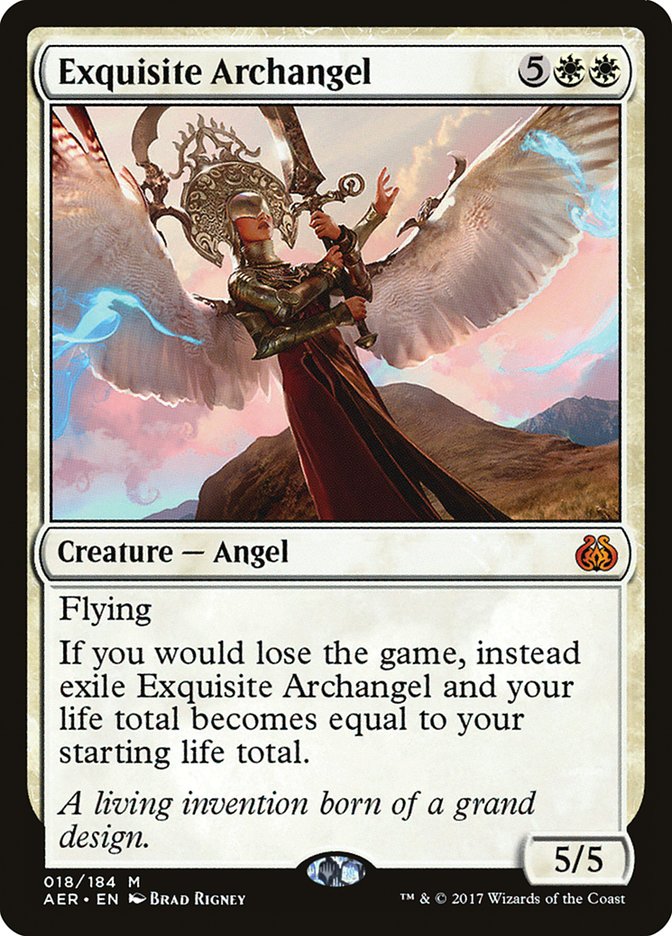 Exquisite Archangel 5
Creature — Angel
Flying
If you would lose the game, instead
exile Exquisite Archangel and your
life total becomes equal to your
starting life total.
A living invention born of a grand
design.
5/5
018/184 M
AER • EN Brad Rigney
™ & © 2017 Wizards of the Coast